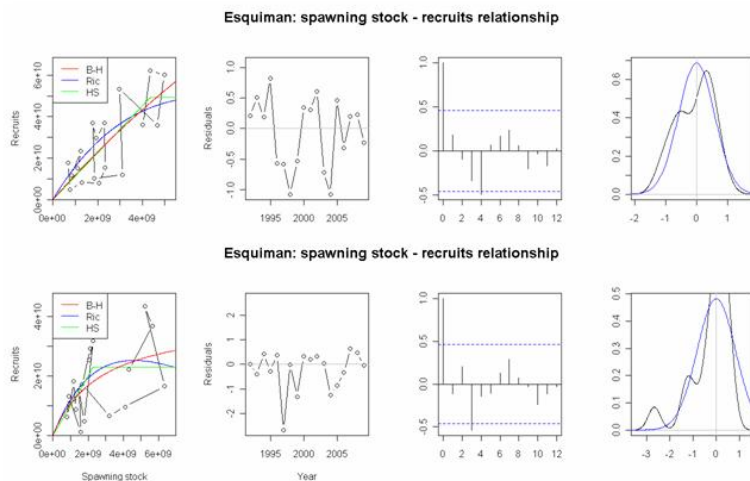 Esquiman: spawning stock - recruits relationship
Recruits
0e+00 2e+10 4e+10 6e+10
B-H
Ric
HS
0e+00 2e+09 4e+09
Residuals
-1.0 -0.5 0.0 0.5 1.0
1995 2000 2005
-0.5 0.0 0.5 1.0
0 2 4 6 8 10 12
0.0 0.2 0.4 0.6
-2 -1 0 1
Esquiman: spawning stock - recruits relationship
Recruits
0e+00 2e+10 4e+10
B-H
Ric
HS
0e+00 2e+09 4e+09 6e+09
Spawning stock
Residuals
-2 -1 0 1 2
1995 2000 2005
Year
-0.5 0.0 0.5 1.0
0 2 4 6 8 10 12
0.0 0.1 0.2 0.3 0.4 0.5
-3 -2 -1 0 1